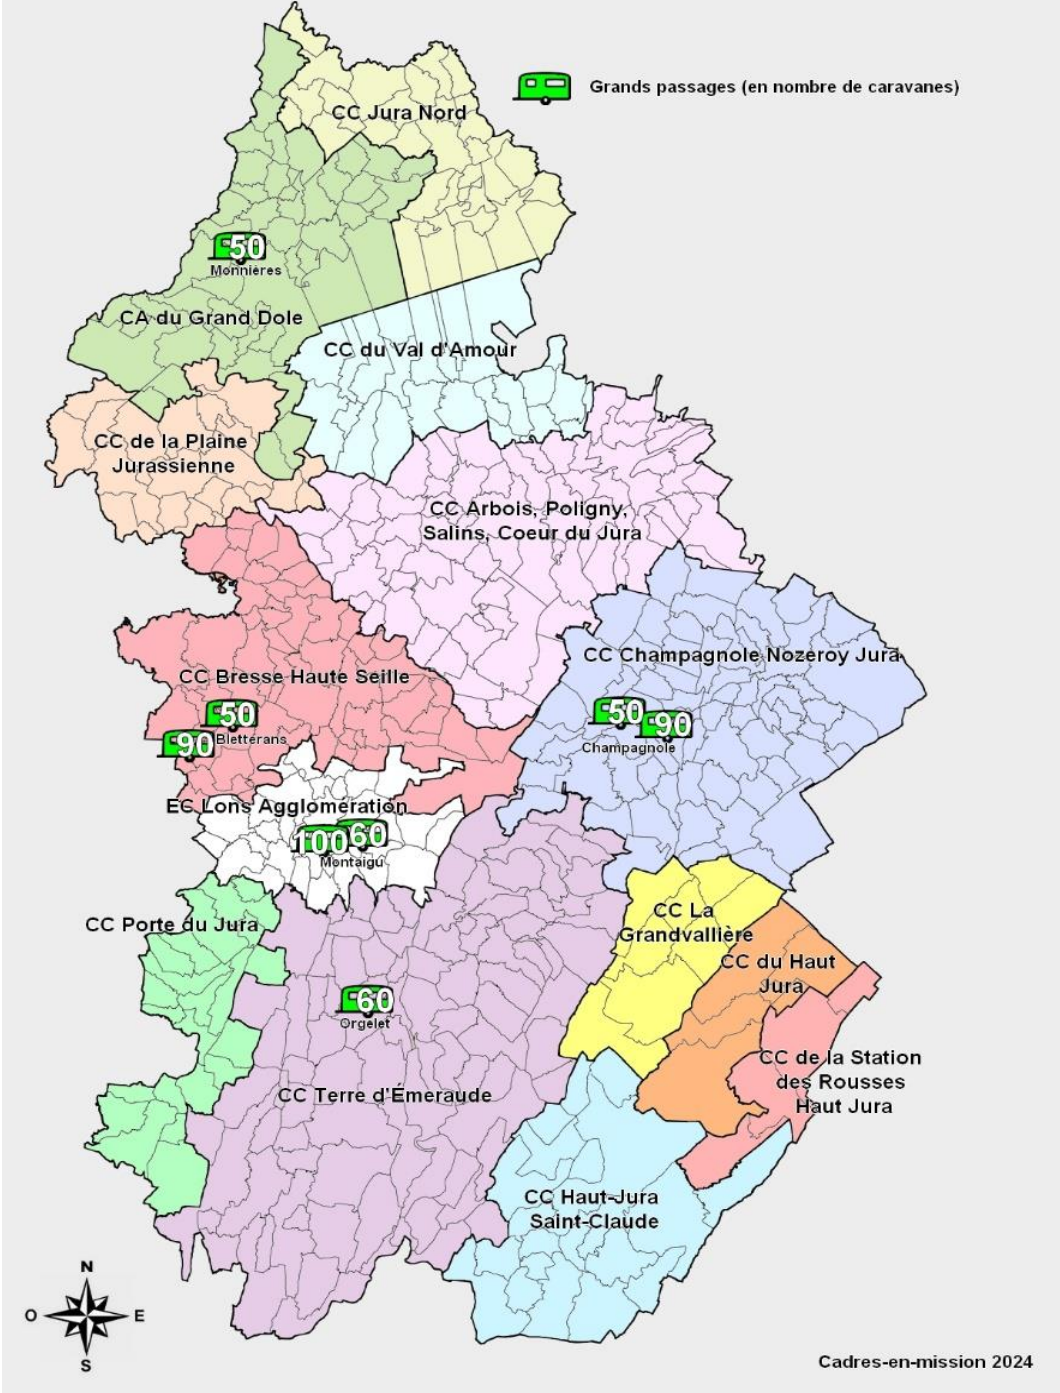 Grands passages (en nombre de caravanes)
CC Jura Nord
50
Monnières
CA du Grand Dole
CC du Val d'Amour
CC de la Plaine
Jurassienne
CC Arbois, Poligny,
Salins, Coeur du Jura
CC Champagnole Nozeroy Jura
CC Bresse Haute Seille
50
90
Bletterans
50
90
Champagnole
EC Lons Agglomération
100
60
Montaigu
CC Porte du Jura
CC La
Grandvallière
CC du Haut
Jura
60
Orgelet
CC de la Station
des Rousses
Haut Jura
CC Terre d'Émeraude
CC Haut-Jura
Saint-Claude
N
O
E
S
Cadres-en-mission 2024